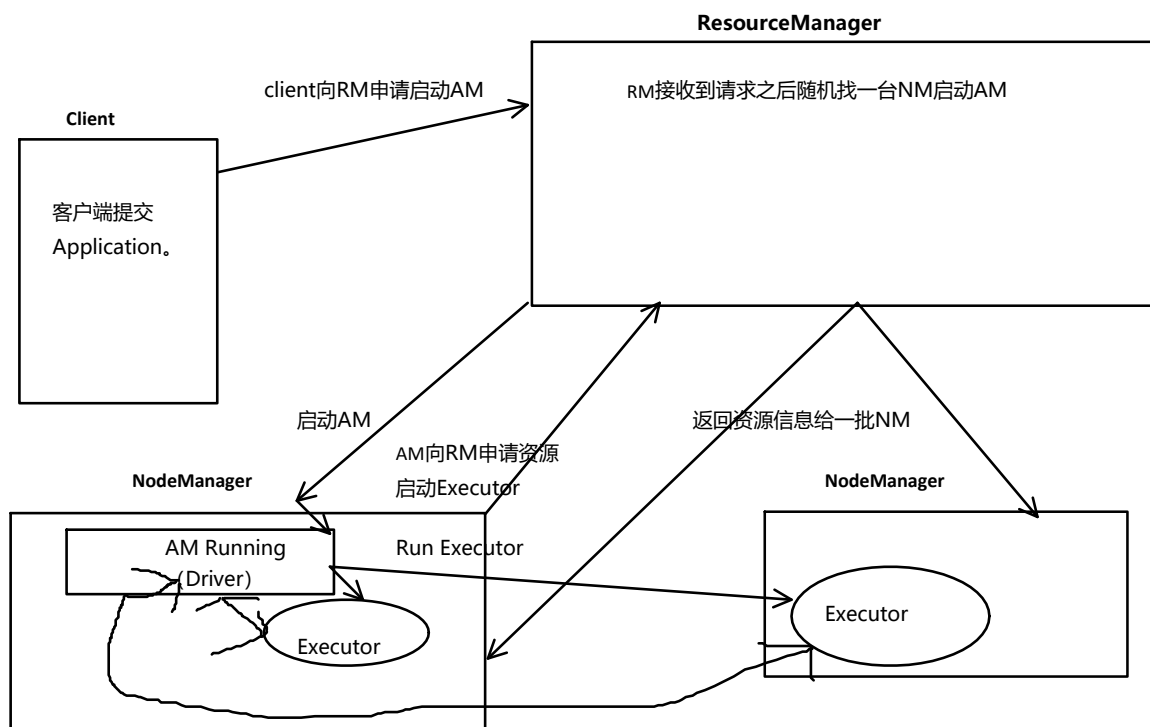 ResourceManager
client向RM申请启动AM
RM接收到请求之后随机找一台NM启动AM
Client
客户端提交
Application。
启动AM
返回资源信息给一批NM
AM向RM申请资源
启动Executor
NodeManager
NodeManager
AM Running
（Driver）
Run Executor
Executor
Executor